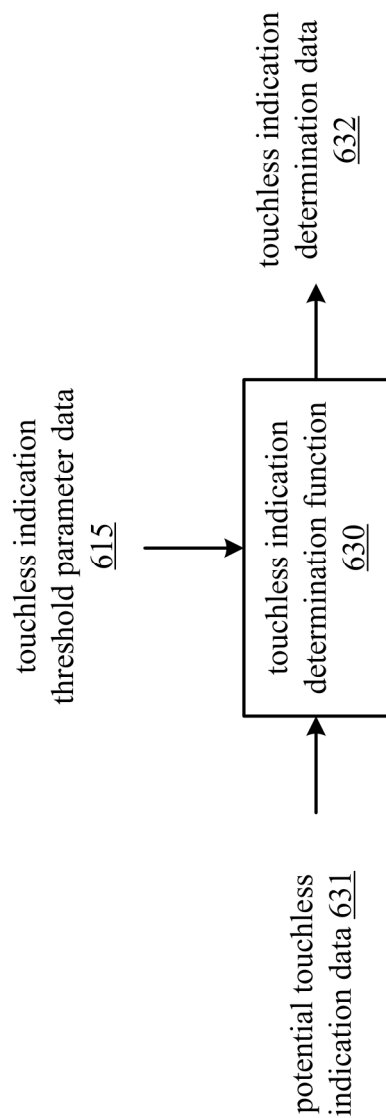 touchless indication
threshold parameter data
615
potential touchless
indication data 631
touchless indication
determination function
630
touchless indication
determination data
632